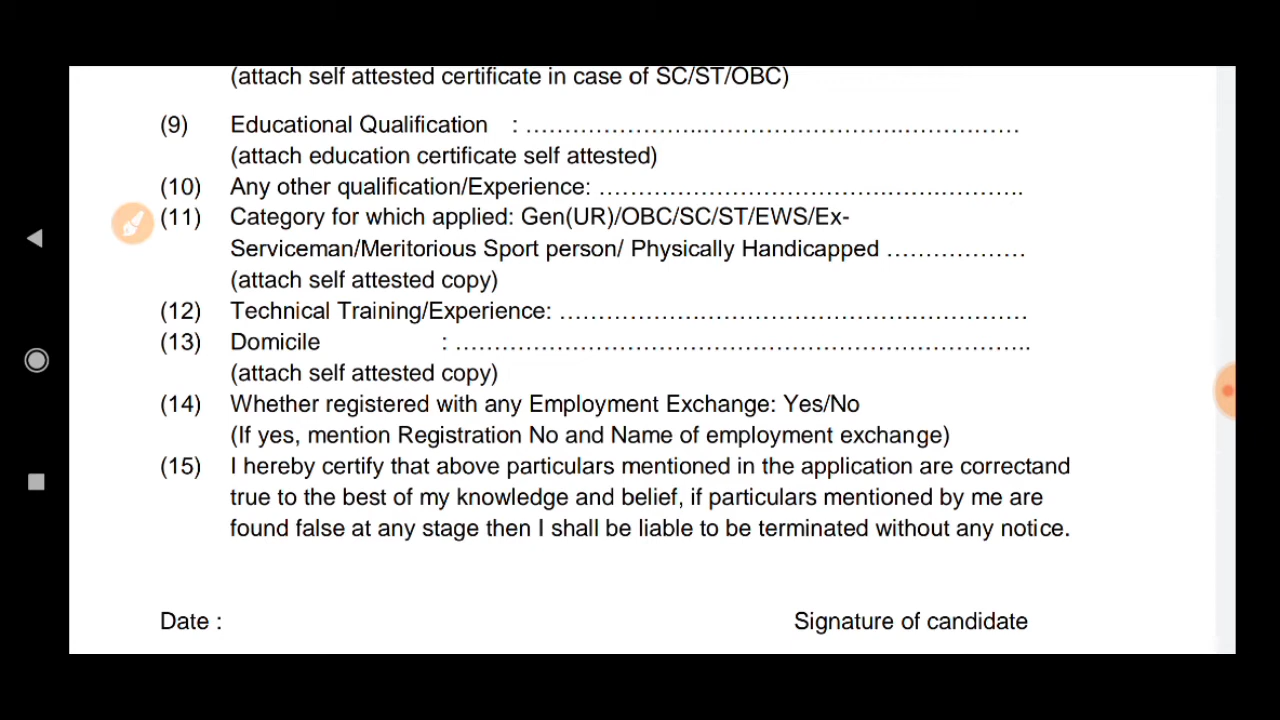 (attach self attested certificate in case of SC/ST/OBC)
(9) Educational Qualification : ……………………………………………………
(attach education certificate self attested)
(10) Any other qualification/Experience: ……………………………………………….
(11) Category for which applied: Gen(UR)/OBC/SC/ST/EWS/Ex-
Serviceman/Meritorious Sport person/ Physically Handicapped ………………
(attach self attested copy)
(12) Technical Training/Experience: ……………………………………………………
(13) Domicile : ………………………………………………………………..
(attach self attested copy)
(14) Whether registered with any Employment Exchange: Yes/No
(If yes, mention Registration No and Name of employment exchange)
(15) I hereby certify that above particulars mentioned in the application are correctand
true to the best of my knowledge and belief, if particulars mentioned by me are
found false at any stage then I shall be liable to be terminated without any notice.
Date : Signature of candidate